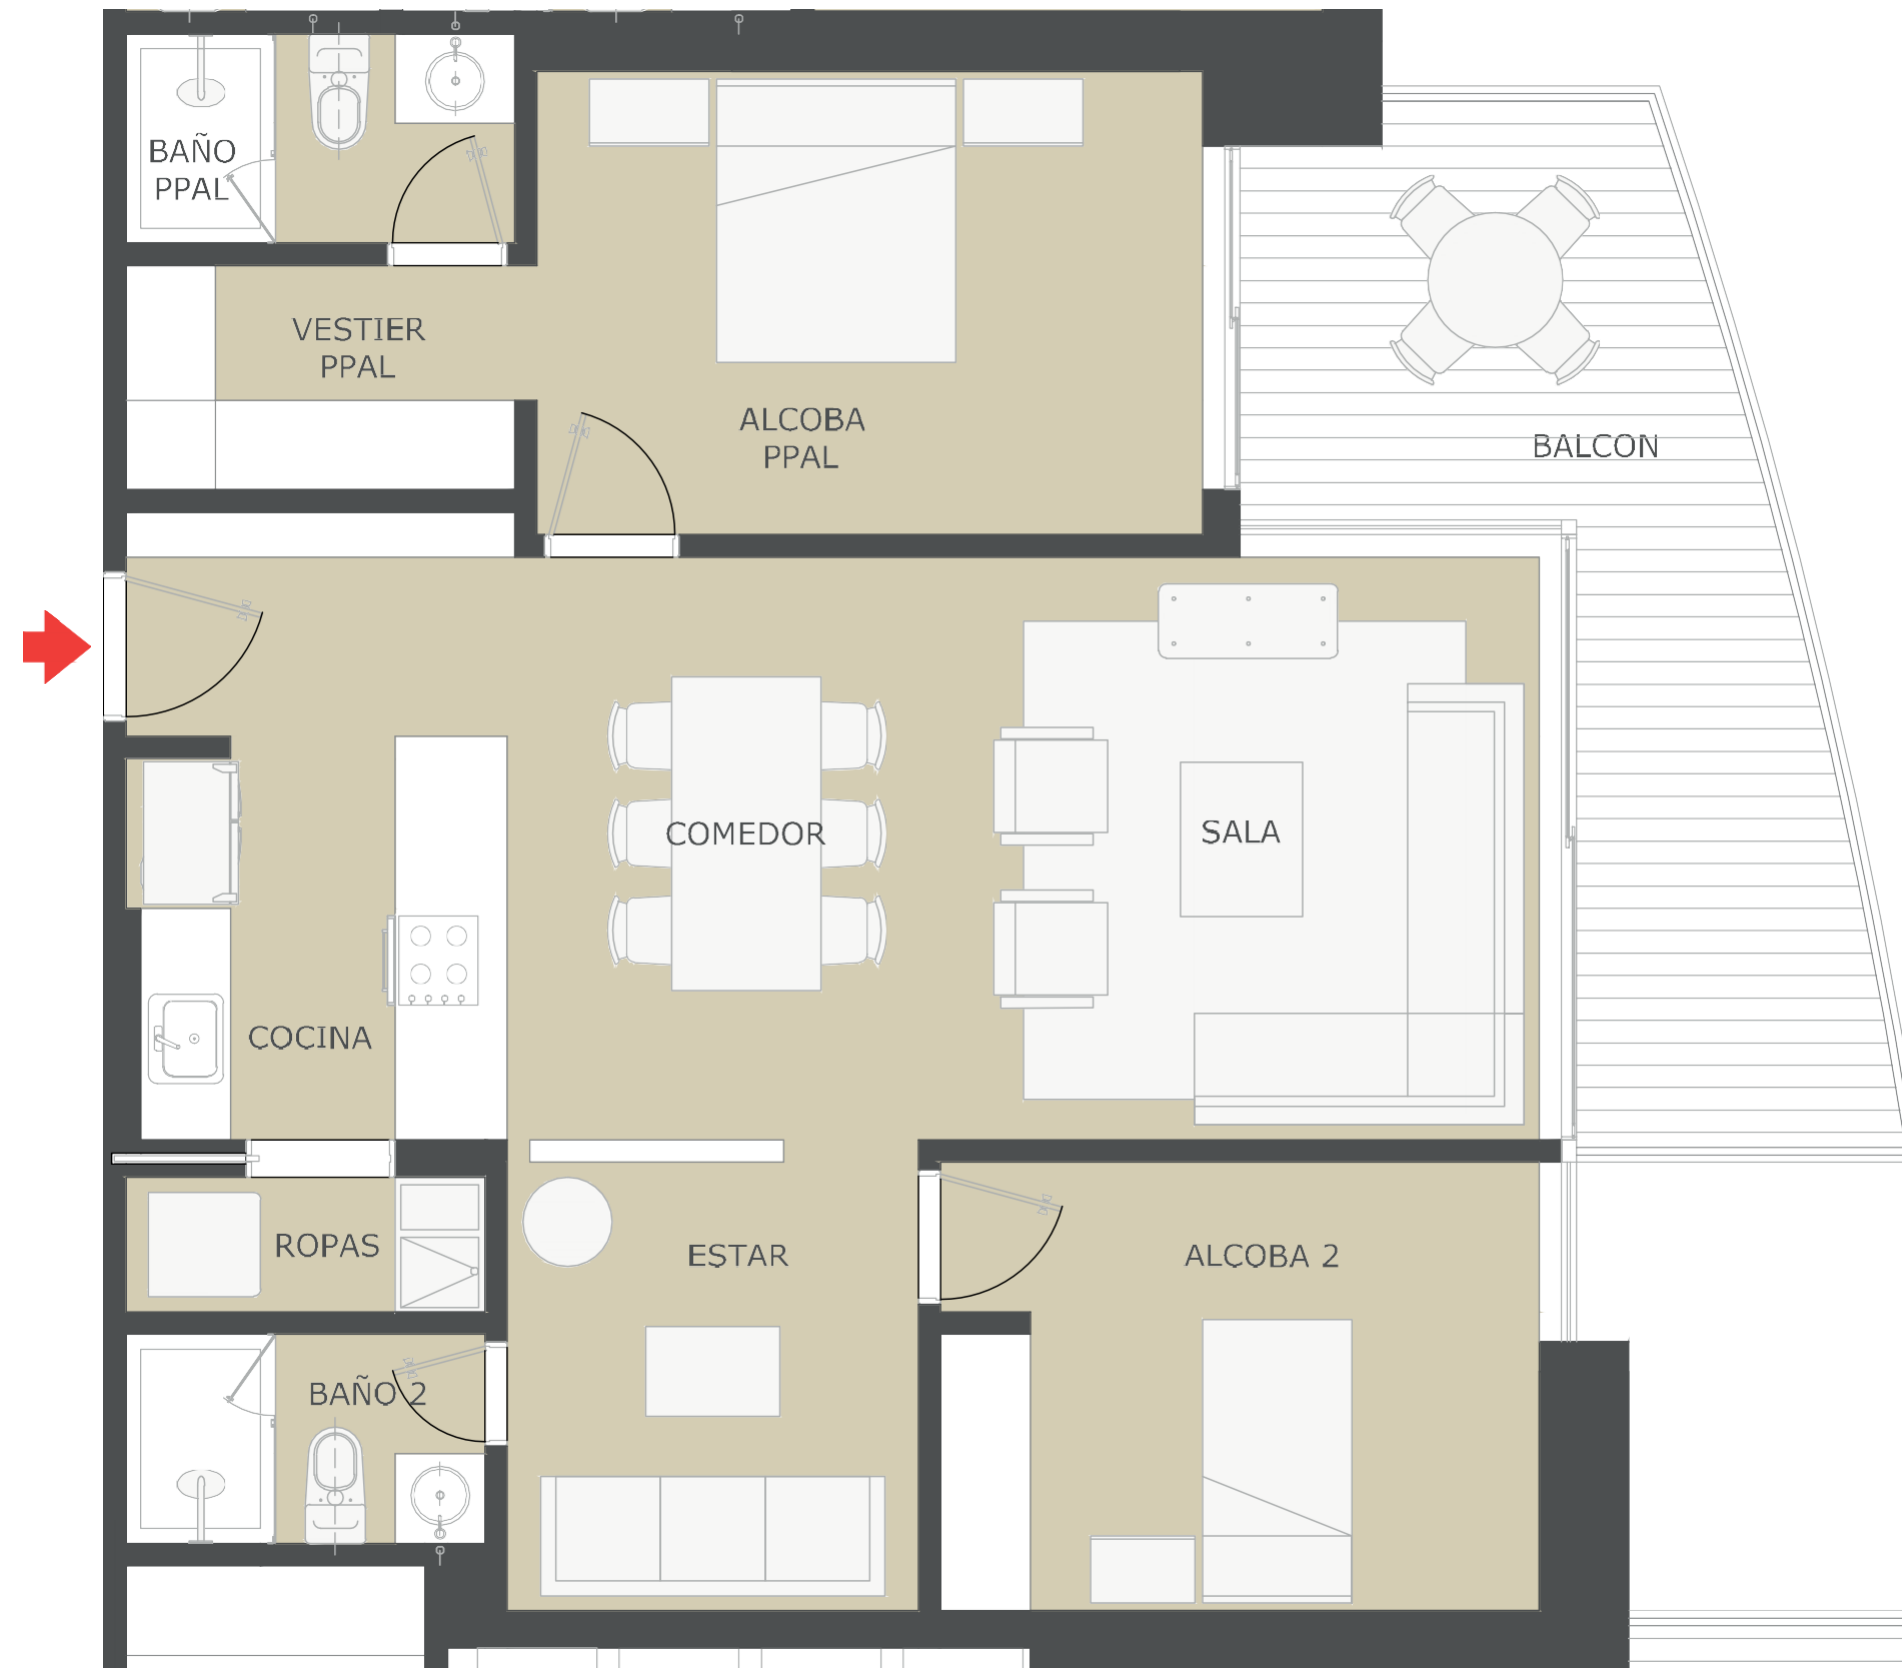 BAÑO
PPAL
VESTIER
PPAL
ALCOBA
PPAL
BALCON
COMEDOR
SALA
COCINA
ROPAS
ESTAR
ALCOBA 2
BAÑO 2